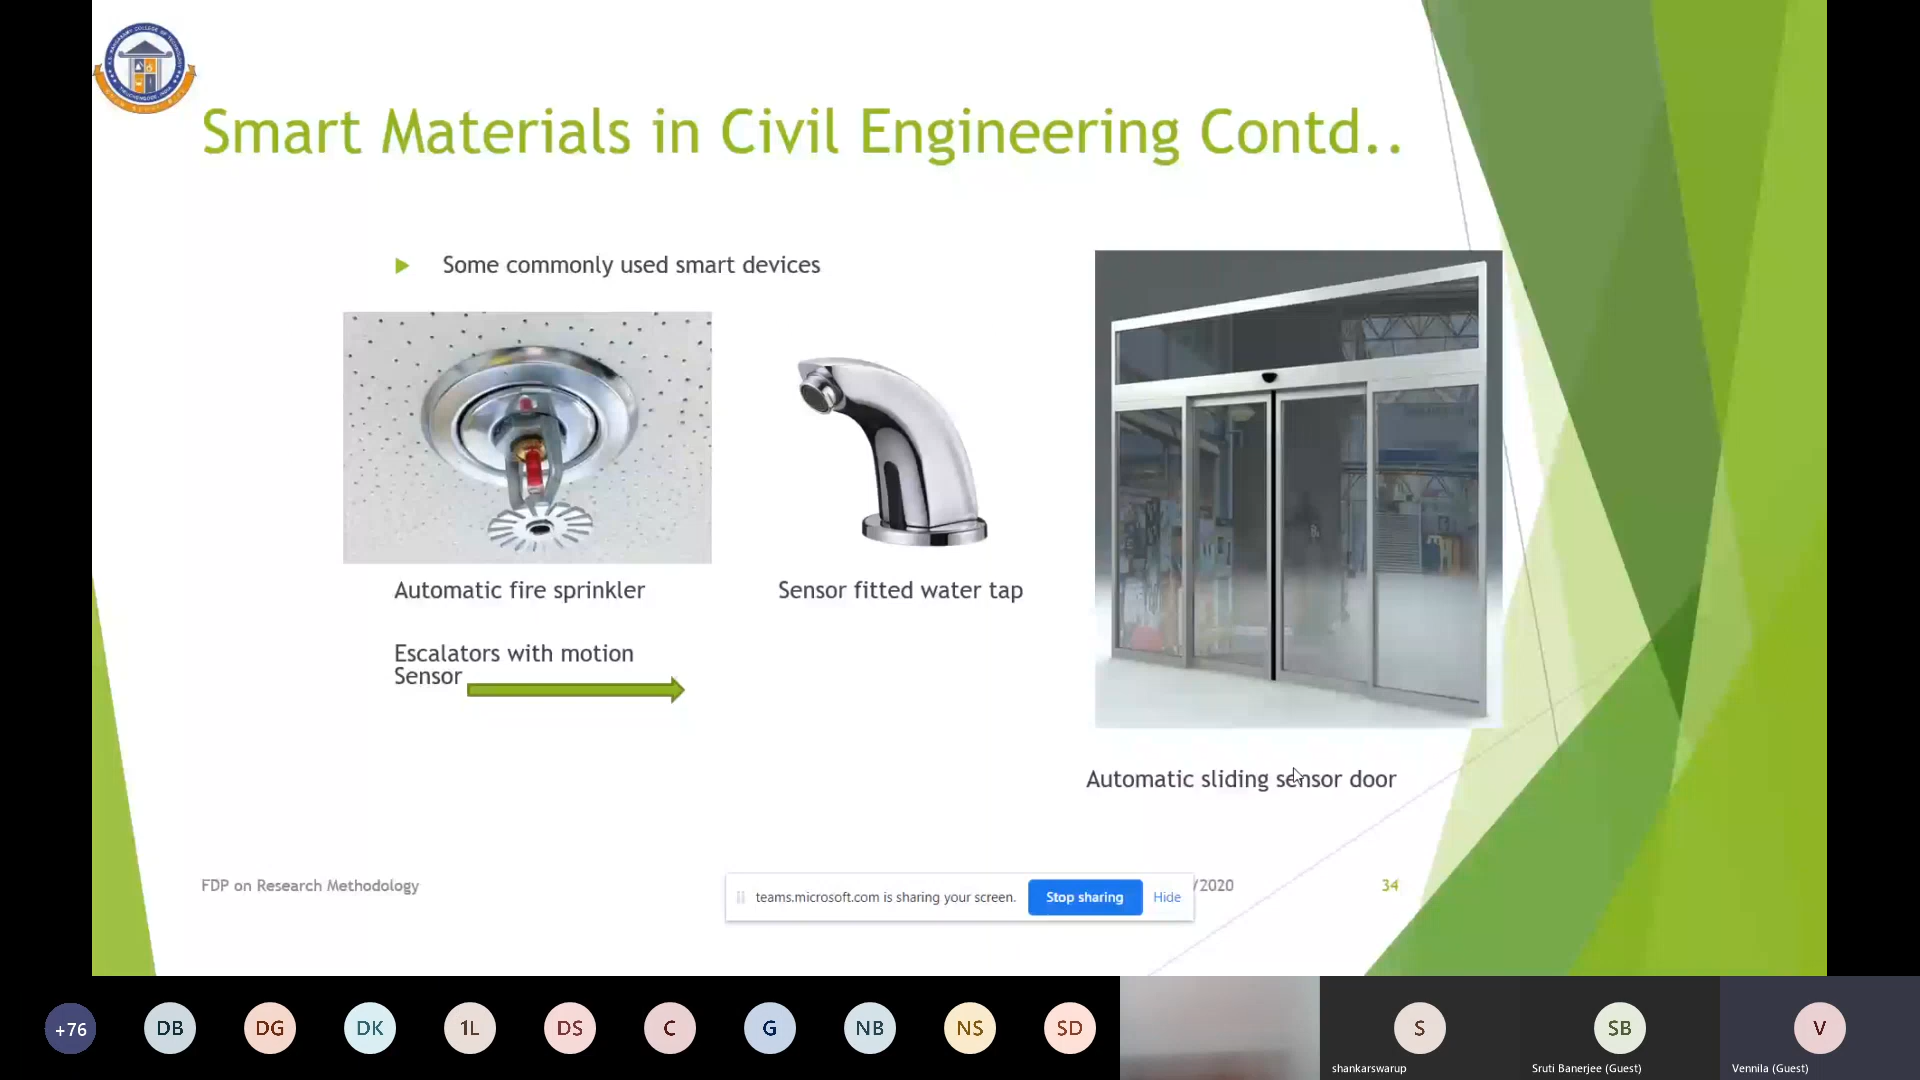 Smart Materials in Civil Engineering Contd..
Some commonly used smart devices
Automatic fire sprinkler
Sensor fitted water tap
Escalators with motion
Sensor
Automatic sliding sensor door
FDP on Research Methodology
/2020
34
teams.microsoft.com is sharing your screen.
Stop sharing
Hide
+76
DB
DG
DK
1L
DS
C
G
NB
NS
SD
S
SB
V
shankarswarup
Sruti Banerjee (Guest)
Vennila (Guest)